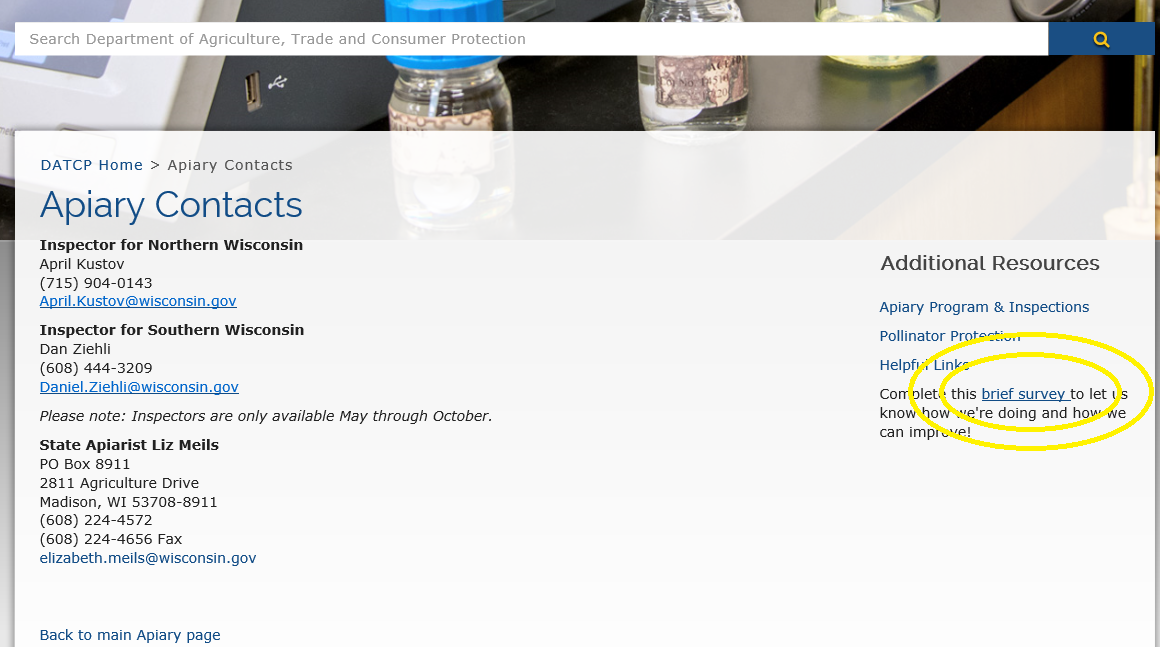 Search Department of Agriculture, Trade and Consumer Protection
DATCP Home > Apiary Contacts
Apiary Contacts
Inspector for Northern Wisconsin
April Kustov
(715) 904-0143
April.Kustov@wisconsin.gov
Inspector for Southern Wisconsin
Dan Ziehli
(608) 444-3209
Daniel.Ziehli@wisconsin.gov
Please note: Inspectors are only available May through October.
State Apiarist Liz Meils
PO Box 8911
2811 Agriculture Drive
Madison, WI 53708-8911
(608) 224-4572
(608) 224-4656 Fax
elizabeth.meils@wisconsin.gov
Back to main Apiary page
Additional Resources
Apiary Program & Inspections
Pollinator Protection
Helpful Links
Complete this brief survey to let us
know how we're doing and how we
can improve!